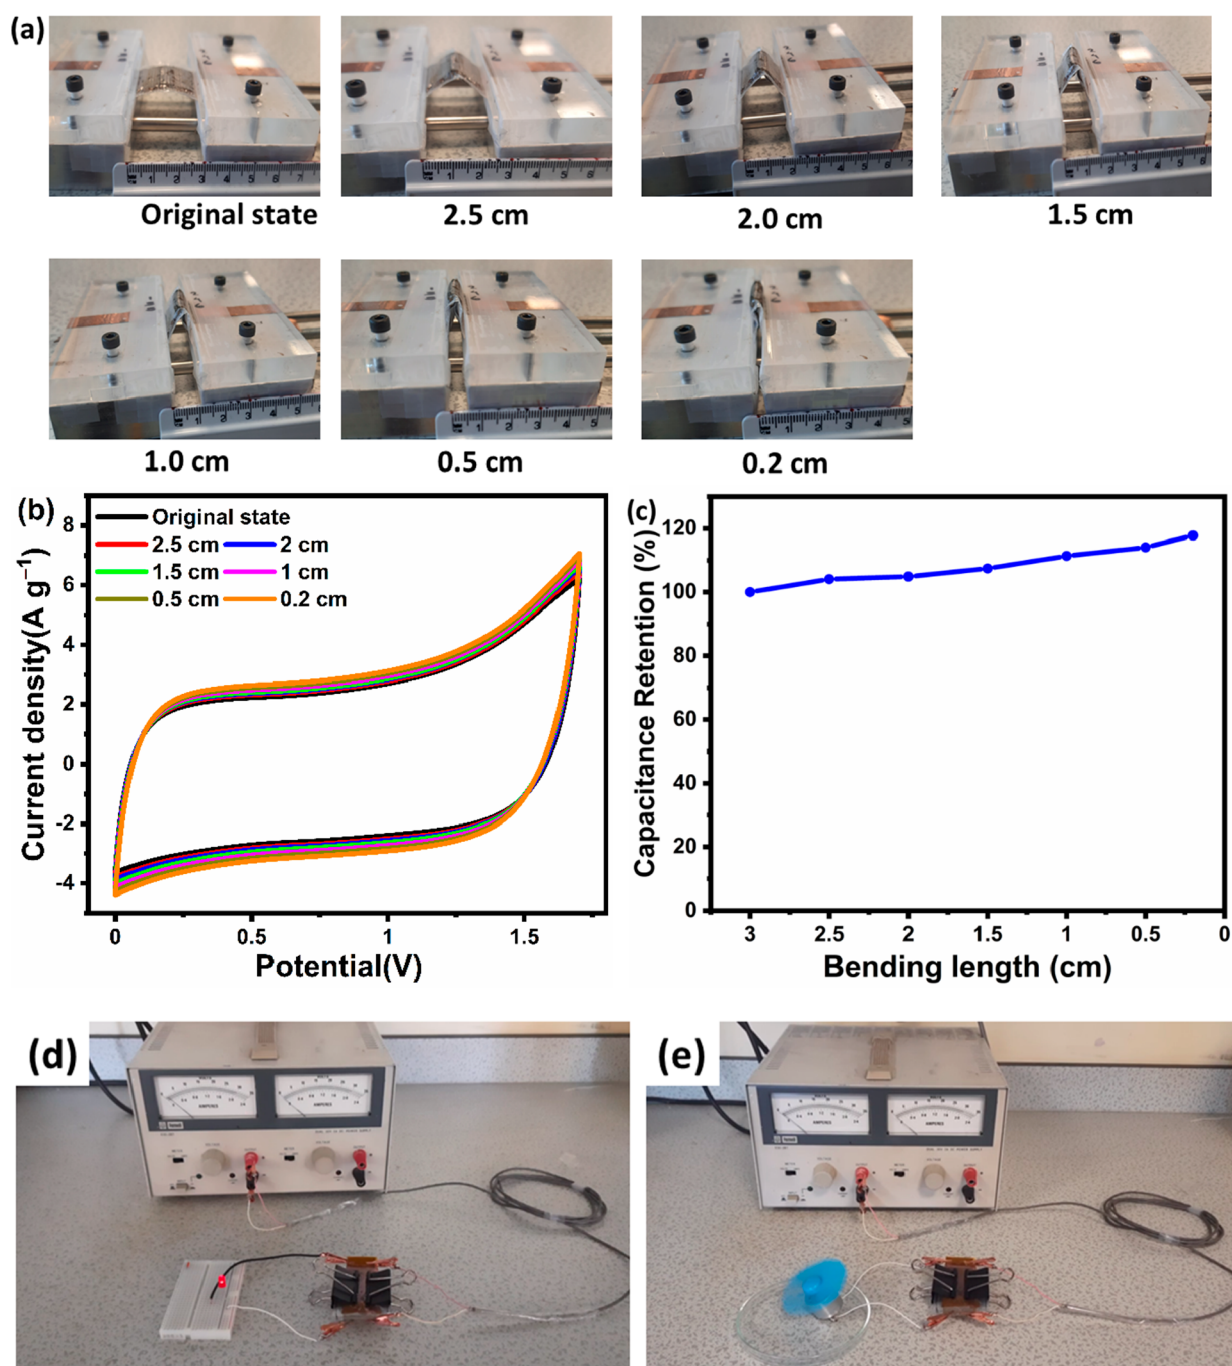 (a)
Original state
2.5 cm
2.0 cm
1.5 cm
1.0 cm
0.5 cm
0.2 cm
(b)
Original state
2.5 cm 2 cm
1.5 cm 1 cm
0.5 cm 0.2 cm
Current density(A g⁻¹)
8
6
4
2
0
-2
-4
0 0.5 1 1.5
Potential(V)
(c)
Capacitance Retention (%)
120
100
80
60
40
20
0
3 2.5 2 1.5 1 0.5 0
Bending length (cm)
(d)
AMPERES AMPERES
(e)
AMPERES AMPERES